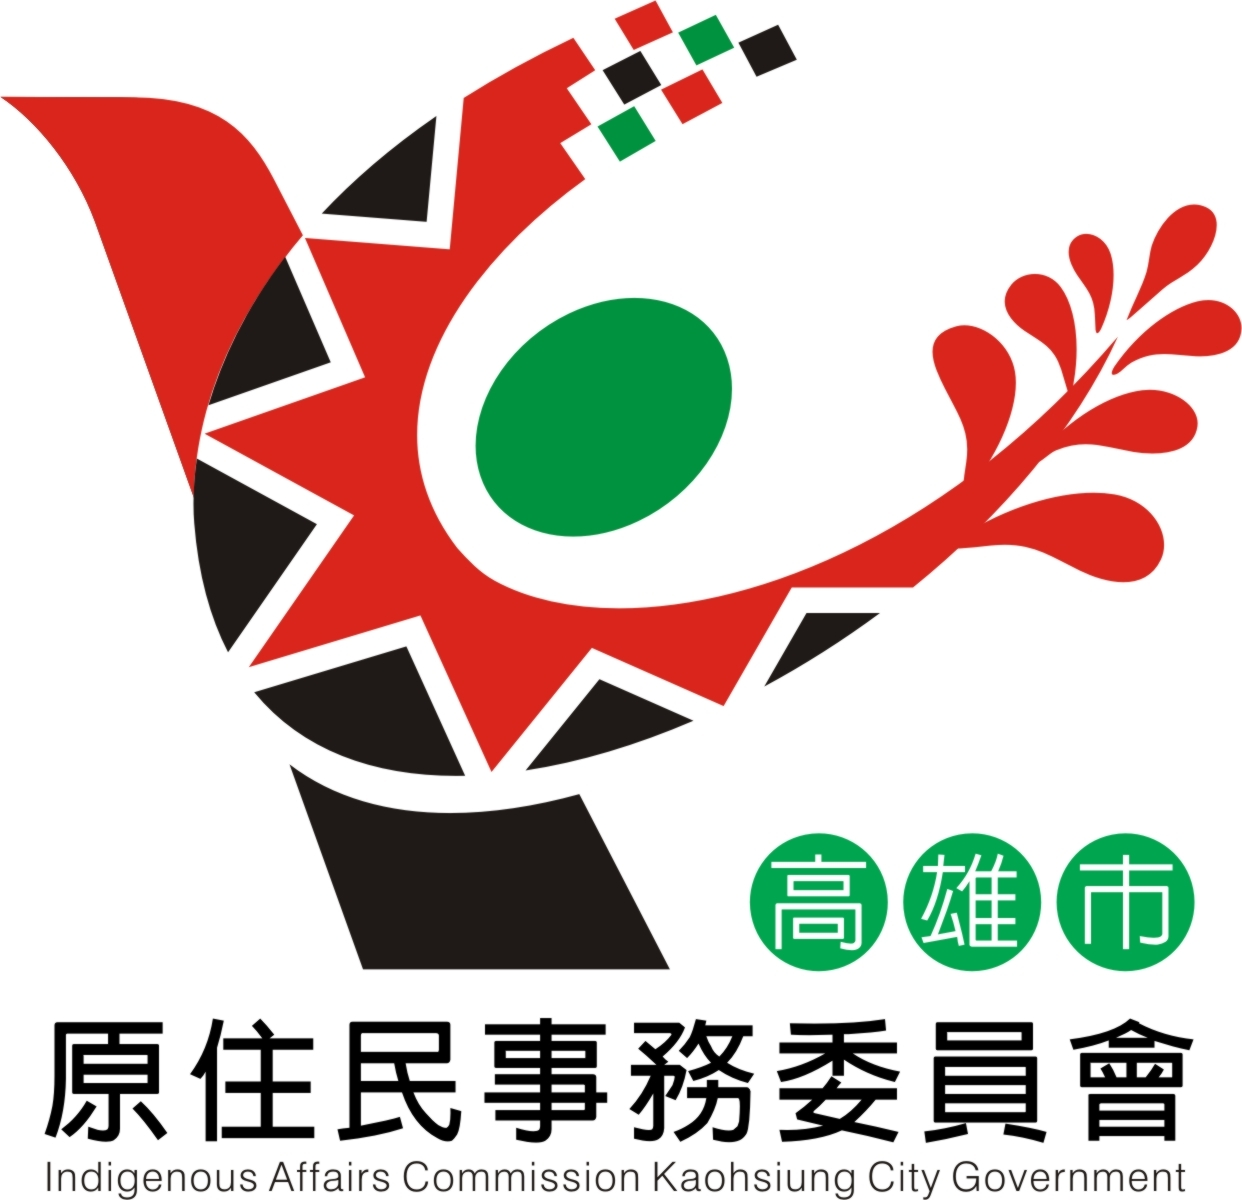 高雄市
原住民事務委員會
Indigenous Affairs Commission Kaohsiung City Government